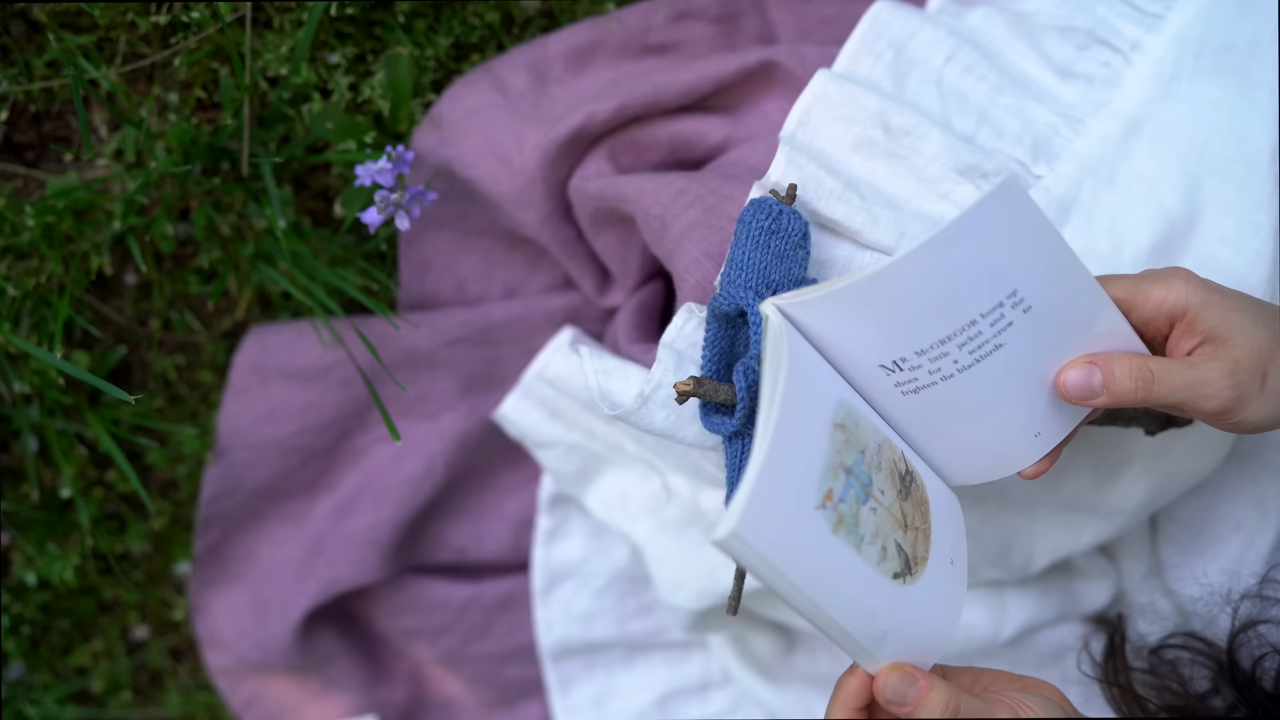 MR. MCGREGOR hung up
the little jacket and the
shoes for a scare-crow to
frighten the blackbirds.